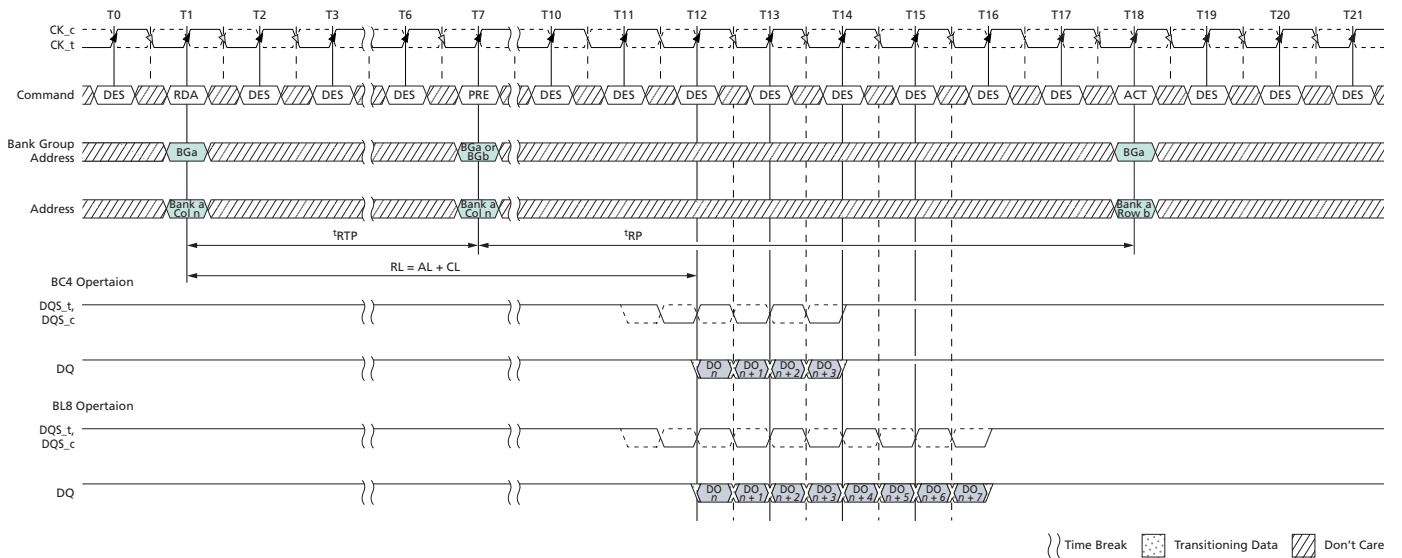 T0 T1 T2 T3 T6 T7 T10 T11 T12 T13 T14 T15 T16 T17 T18 T19 T20 T21
CK_c
CK_t
Command DES RDA DES DES DES PRE DES DES DES DES DES DES DES DES ACT DES DES DES
Bank Group
Address
BGa
BGa or
BGb
BGa
Address
Bank a
Col n
Bank a
Col n
Bank a
Row b
tRTP tRP
RL = AL + CL
BC4 Opertaion
DQS_t,
DQS_c
DQ
DO
n
DO
n + 1
DO
n + 2
DO
n + 3
BL8 Opertaion
DQS_t,
DQS_c
DQ
DO
n
DO
n + 1
DO
n + 2
DO
n + 3
DO
n + 4
DO
n + 5
DO
n + 6
DO
n + 7
Time Break Transitioning Data Don't Care